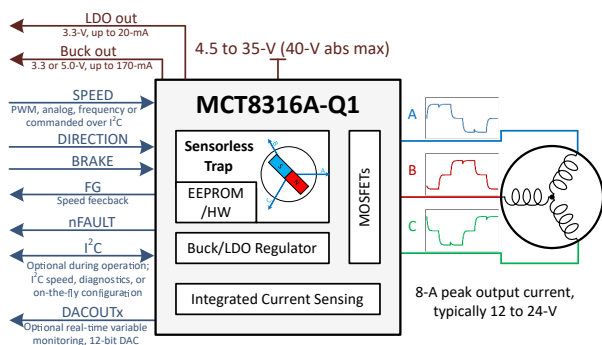 LDO out
3.3-V, up to 20-mA
Buck out
3.3 or 5.0-V, up to 170-mA
4.5 to 35-V (40-V abs max)
SPEED
PWM, analog, frequency or
commanded over I²C
DIRECTION
BRAKE
FG
Speed feecback
nFAULT
I²C
Optional during operation;
I²C speed, diagnostics, or
on-the-fly configuration
DACOUTx
Optional real-time variable
monitoring, 12-bit DAC
MCT8316A-Q1
Sensorless
Trap
EEPROM
/HW
B
A
C
S
N
MOSFETs
Buck/LDO Regulator
Integrated Current Sensing
A
B
C
8-A peak output current,
typically 12 to 24-V